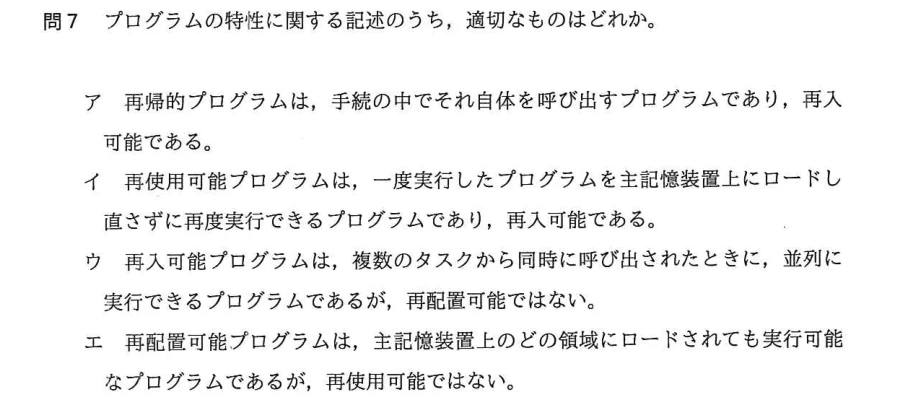 問7 プログラムの特性に関する記述のうち，適切なものはどれか。
ア 再帰的プログラムは，手続の中でそれ自体を呼び出すプログラムであり，再入
可能である。
イ 再使用可能プログラムは，一度実行したプログラムを主記憶装置上にロードし
直さずに再度実行できるプログラムであり，再入可能である。
ウ 再入可能プログラムは，複数のタスクから同時に呼び出されたときに，並列に
実行できるプログラムであるが，再配置可能ではない。
エ 再配置可能プログラムは，主記憶装置上のどの領域にロードされても実行可能
なプログラムであるが，再使用可能ではない。